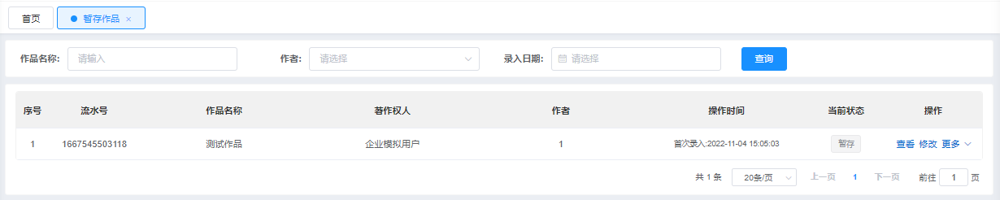 首页 暂存作品 ×
作品名称: 请输入 作者: 请选择 录入日期: 请选择 查询
序号 流水号 作品名称 著作权人 作者 操作时间 当前状态 操作
1 1667545503118 测试作品 企业模拟用户 1 首次录入:2022-11-04 15:05:03 暂存 查看 修改 更多
共 1 条 20条/页 上一页 1 下一页 前往 1 页